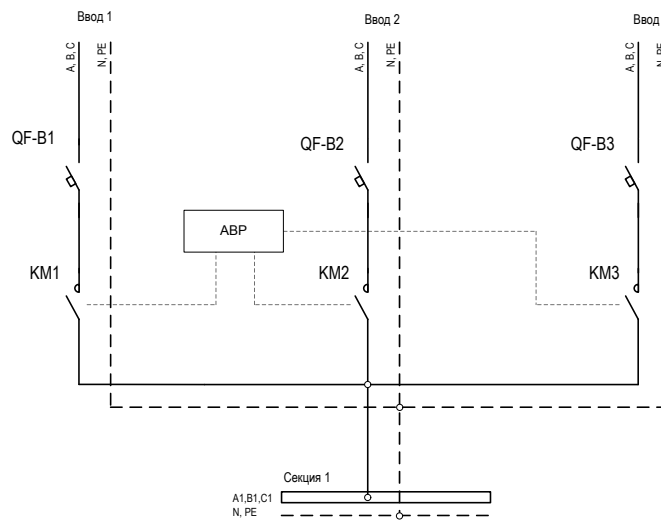 Ввод 1
Ввод 2
Ввод
A, B, C
N, PE
A, B, C
N, PE
A, B, C
N, PE
QF-B1
QF-B2
QF-B3
АВР
KM1
KM2
KM3
Секция 1
A1,B1,C1
N, PE